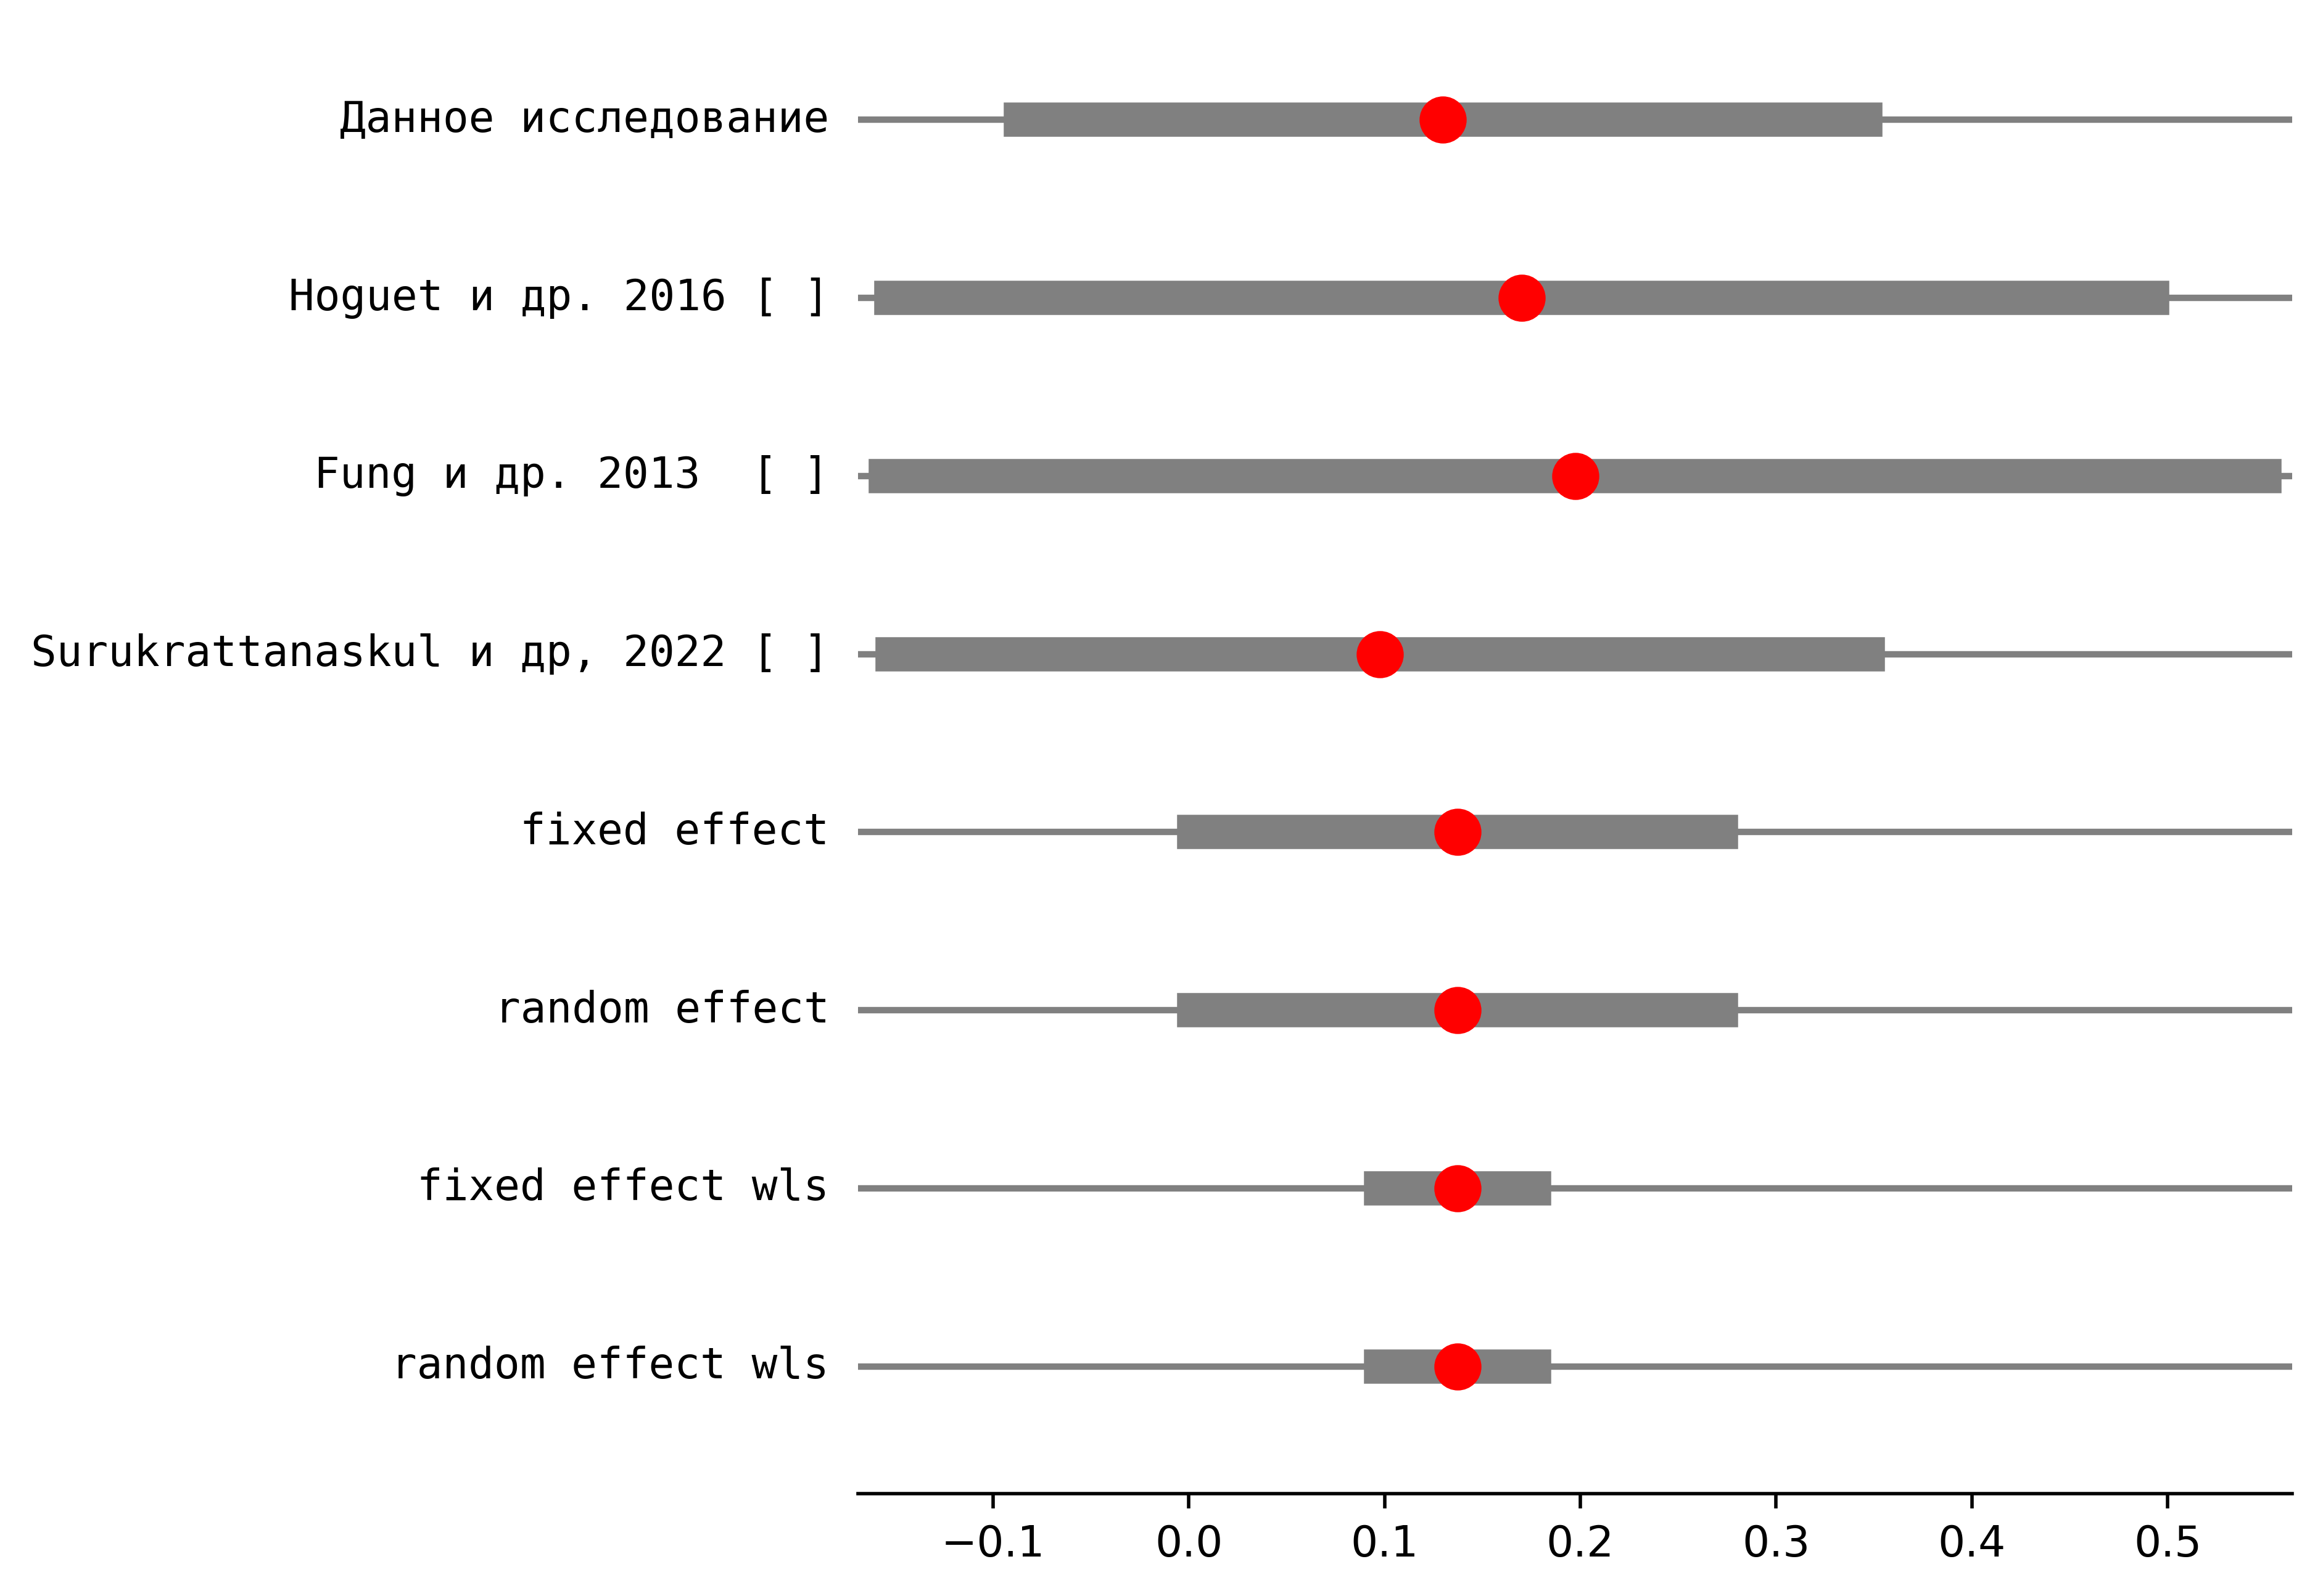 Данное исследование
Hoguet и др. 2016 [ ]
Fung и др. 2013  [ ]
Surukrattanaskul и др, 2022 [ ]
fixed effect
random effect
fixed effect wls
random effect wls
−0.1 0.0 0.1 0.2 0.3 0.4 0.5